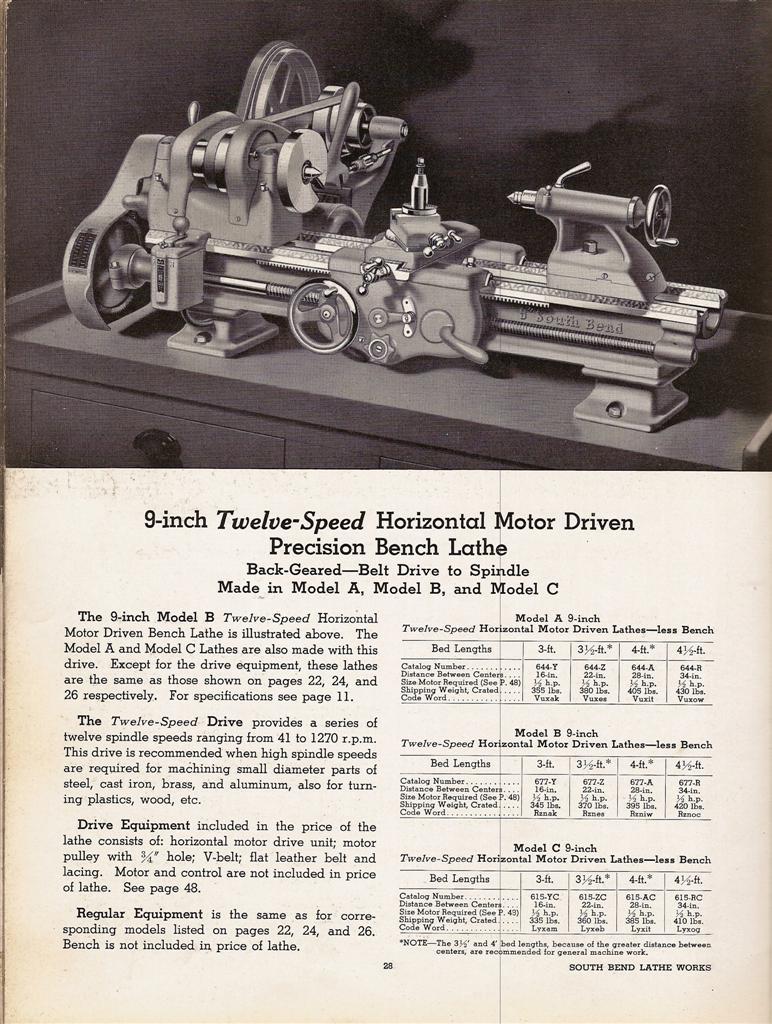 9" South Bend
9-inch Twelve-Speed Horizontal Motor Driven
Precision Bench Lathe
Back-Geared—Belt Drive to Spindle
Made in Model A, Model B, and Model C
The 9-inch Model B Twelve-Speed Horizontal
Motor Driven Bench Lathe is illustrated above. The
Model A and Model C Lathes are also made with this
drive. Except for the drive equipment, these lathes
are the same as those shown on pages 22, 24, and
26 respectively. For specifications see page 11.
The Twelve-Speed Drive provides a series of
twelve spindle speeds ranging from 41 to 1270 r.p.m.
This drive is recommended when high spindle speeds
are required for machining small diameter parts of
steel, cast iron, brass, and aluminum, also for turn-
ing plastics, wood, etc.
Drive Equipment included in the price of the
lathe consists of: horizontal motor drive unit; motor
pulley with ¾" hole; V-belt; flat leather belt and
lacing. Motor and control are not included in price
of lathe. See page 48.
Regular Equipment is the same as for corre-
sponding models listed on pages 22, 24, and 26.
Bench is not included in price of lathe.
Model A 9-inch
Twelve-Speed Horizontal Motor Driven Lathes—less Bench
Bed Lengths 3-ft. 3½-ft.* 4-ft.* 4½-ft.
Catalog Number............ 644-Y 644-Z 644-A 644-R
Distance Between Centers.... 16-in. 22-in. 28-in. 34-in.
Size Motor Required (See P. 48) ½ h.p. ½ h.p. ½ h.p. ½ h.p.
Shipping Weight, Crated..... 355 lbs. 380 lbs. 405 lbs. 430 lbs.
Code Word................. Vuxak Vuxes Vuxit Vuxow
Model B 9-inch
Twelve-Speed Horizontal Motor Driven Lathes—less Bench
Bed Lengths 3-ft. 3½-ft.* 4-ft.* 4½-ft.
Catalog Number............ 677-Y 677-Z 677-A 677-R
Distance Between Centers.... 16-in. 22-in. 28-in. 34-in.
Size Motor Required (See P. 48) ½ h.p. ½ h.p. ½ h.p. ½ h.p.
Shipping Weight, Crated..... 345 lbs. 370 lbs. 395 lbs. 420 lbs.
Code Word................. Rznak Rznes Rzniw Rznoc
Model C 9-inch
Twelve-Speed Horizontal Motor Driven Lathes—less Bench
Bed Lengths 3-ft. 3½-ft.* 4-ft.* 4½-ft.
Catalog Number............ 615-YC 615-ZC 615-AC 615-RC
Distance Between Centers.... 16-in. 22-in. 28-in. 34-in.
Size Motor Required (See P. 48) ½ h.p. ½ h.p. ½ h.p. ½ h.p.
Shipping Weight, Crated..... 335 lbs. 360 lbs. 385 lbs. 410 lbs.
Code Word................. Lyxam Lyxeb Lyxit Lyxog
*NOTE—The 3½' and 4' bed lengths, because of the greater distance between
centers, are recommended for general machine work.
28
SOUTH BEND LATHE WORKS